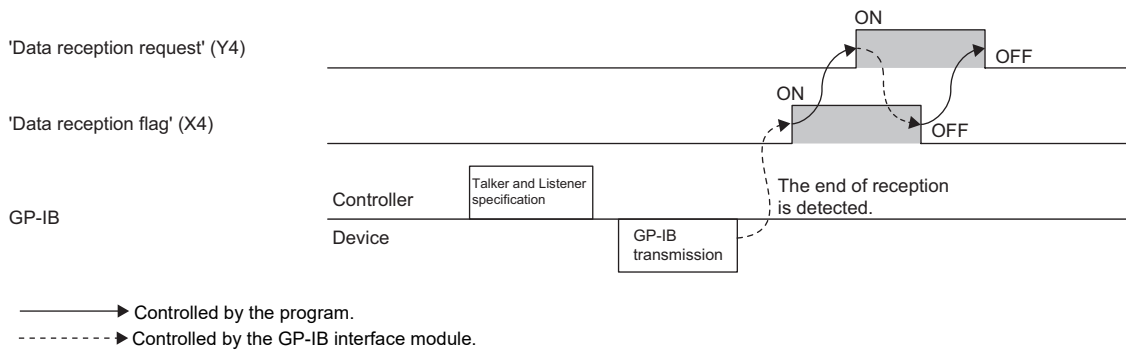 ON
'Data reception request' (Y4)
OFF
ON
'Data reception flag' (X4)
OFF
Talker and Listener
specification
Controller
The end of reception
is detected.
GP-IB
Device
GP-IB
transmission
Controlled by the program.
Controlled by the GP-IB interface module.